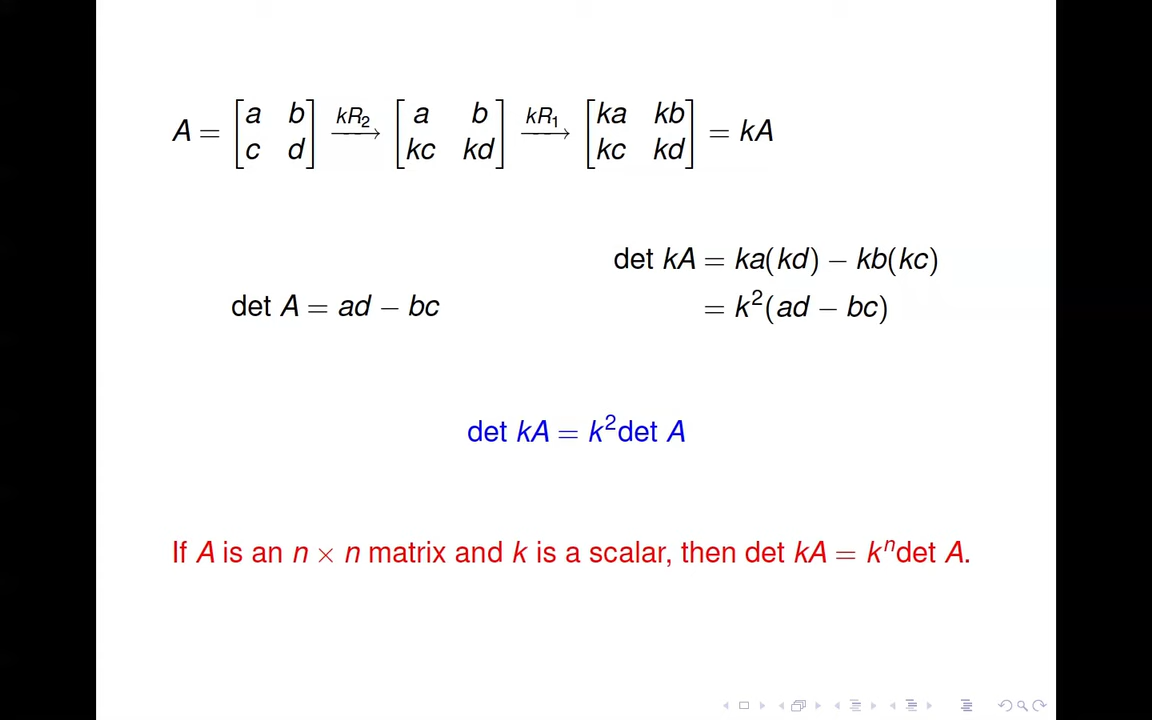 A = [a b; c d] kR₂→ [a b; kc kd] kR₁→ [ka kb; kc kd] = kA
det kA = ka(kd) − kb(kc)
det A = ad − bc
= k²(ad − bc)
det kA = k²det A
If A is an n × n matrix and k is a scalar, then det kA = kⁿdet A.